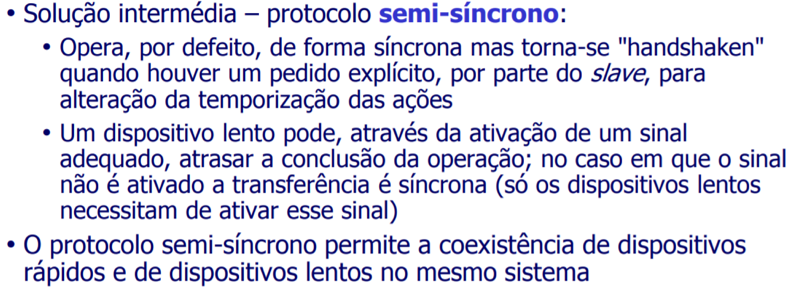 • Solução intermédia – protocolo semi-síncrono:
• Opera, por defeito, de forma síncrona mas torna-se "handshaken"
quando houver um pedido explícito, por parte do slave, para
alteração da temporização das ações
• Um dispositivo lento pode, através da ativação de um sinal
adequado, atrasar a conclusão da operação; no caso em que o sinal
não é ativado a transferência é síncrona (só os dispositivos lentos
necessitam de ativar esse sinal)
• O protocolo semi-síncrono permite a coexistência de dispositivos
rápidos e de dispositivos lentos no mesmo sistema